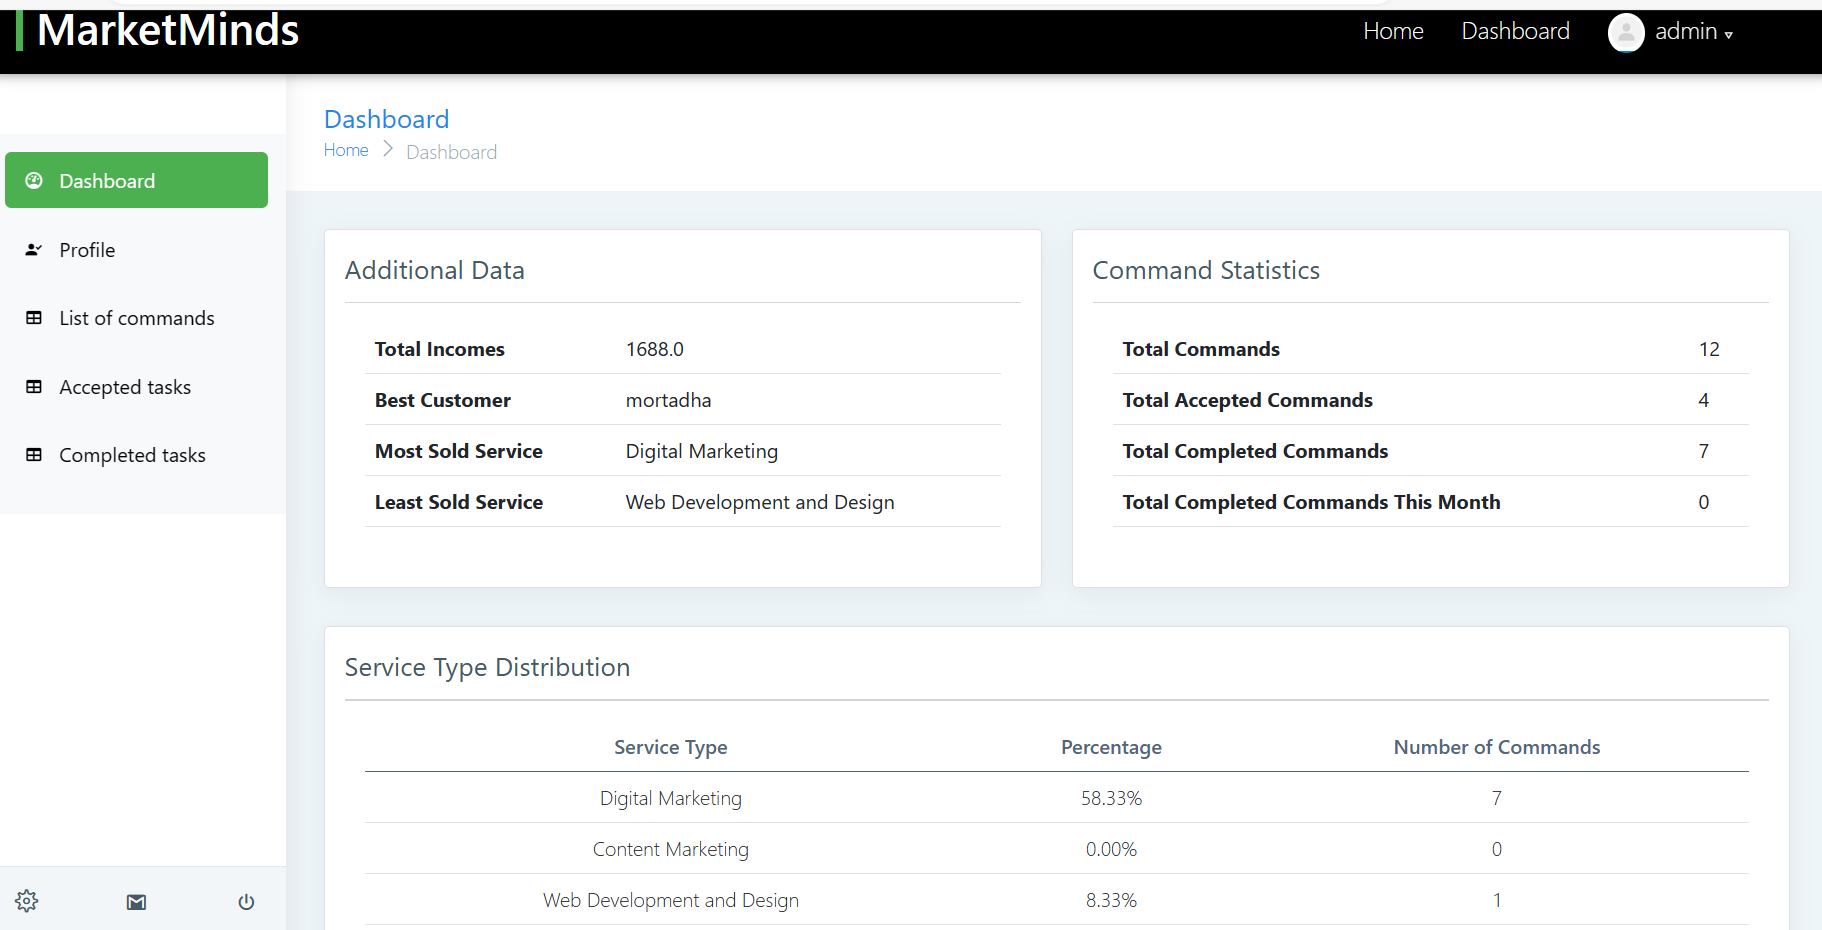 MarketMinds
Home Dashboard admin
Dashboard
Home Dashboard
Dashboard
Profile
List of commands
Accepted tasks
Completed tasks
Additional Data
Total Incomes 1688.0
Best Customer mortadha
Most Sold Service Digital Marketing
Least Sold Service Web Development and Design
Command Statistics
Total Commands 12
Total Accepted Commands 4
Total Completed Commands 7
Total Completed Commands This Month 0
Service Type Distribution
Service Type Percentage Number of Commands
Digital Marketing 58.33% 7
Content Marketing 0.00% 0
Web Development and Design 8.33% 1